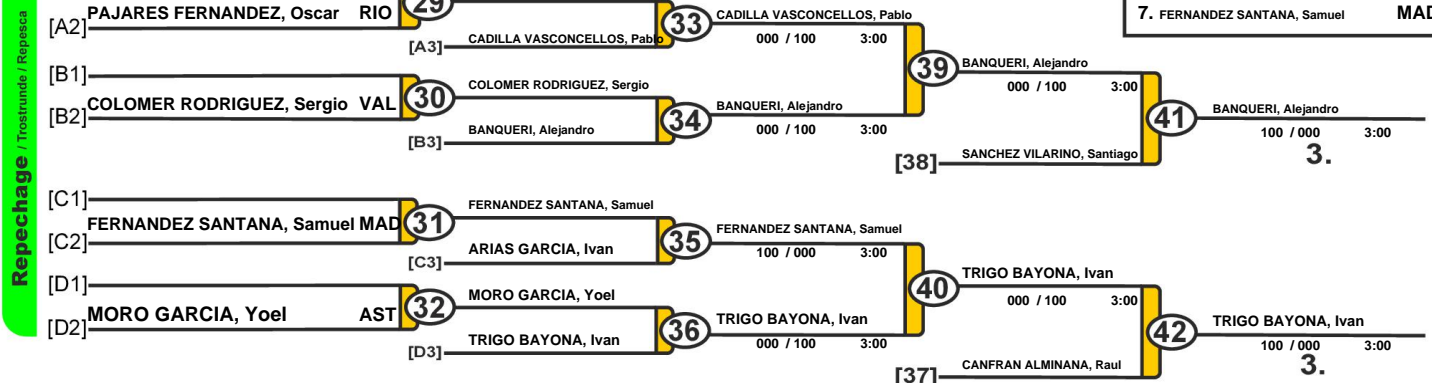 Repechage / Trostrunde / Repesca
[A2] PAJARES FERNANDEZ, Oscar RIO
29
[A3] CADILLA VASCONCELLOS, Pablo
33
CADILLA VASCONCELLOS, Pablo
000 / 100 3:00
7. FERNANDEZ SANTANA, Samuel MAD
[B1]
[B2] COLOMER RODRIGUEZ, Sergio VAL
30
COLOMER RODRIGUEZ, Sergio
[B3] BANQUERI, Alejandro
34
BANQUERI, Alejandro
000 / 100 3:00
39
BANQUERI, Alejandro
000 / 100 3:00
[38] SANCHEZ VILARINO, Santiago
41
BANQUERI, Alejandro
100 / 000 3:00
3.
[C1]
[C2] FERNANDEZ SANTANA, Samuel MAD
31
FERNANDEZ SANTANA, Samuel
[C3] ARIAS GARCIA, Ivan
35
FERNANDEZ SANTANA, Samuel
100 / 000 3:00
[D1]
[D2] MORO GARCIA, Yoel AST
32
MORO GARCIA, Yoel
[D3] TRIGO BAYONA, Ivan
36
TRIGO BAYONA, Ivan
000 / 100 3:00
40
TRIGO BAYONA, Ivan
000 / 100 3:00
[37] CANFRAN ALMINANA, Raul
42
TRIGO BAYONA, Ivan
100 / 000 3:00
3.